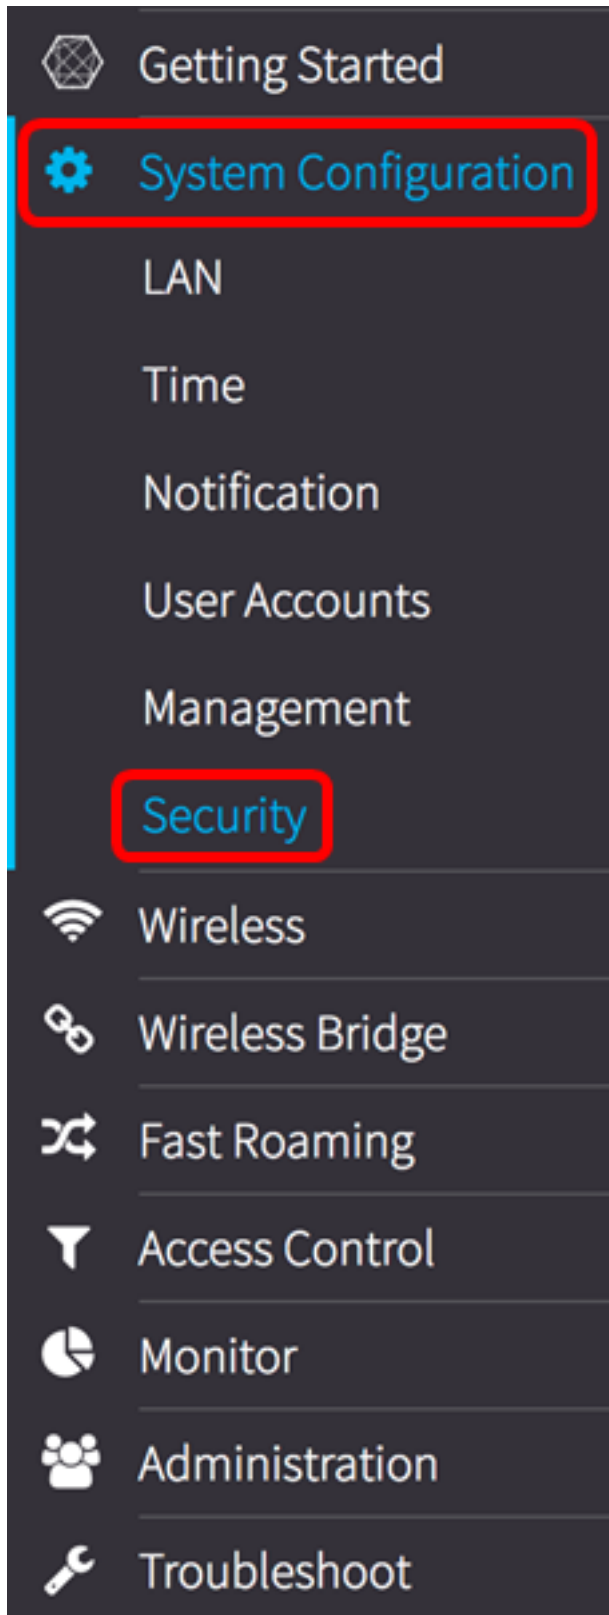 Getting Started
System Configuration
LAN
Time
Notification
User Accounts
Management
Security
Wireless
Wireless Bridge
Fast Roaming
Access Control
Monitor
Administration
Troubleshoot